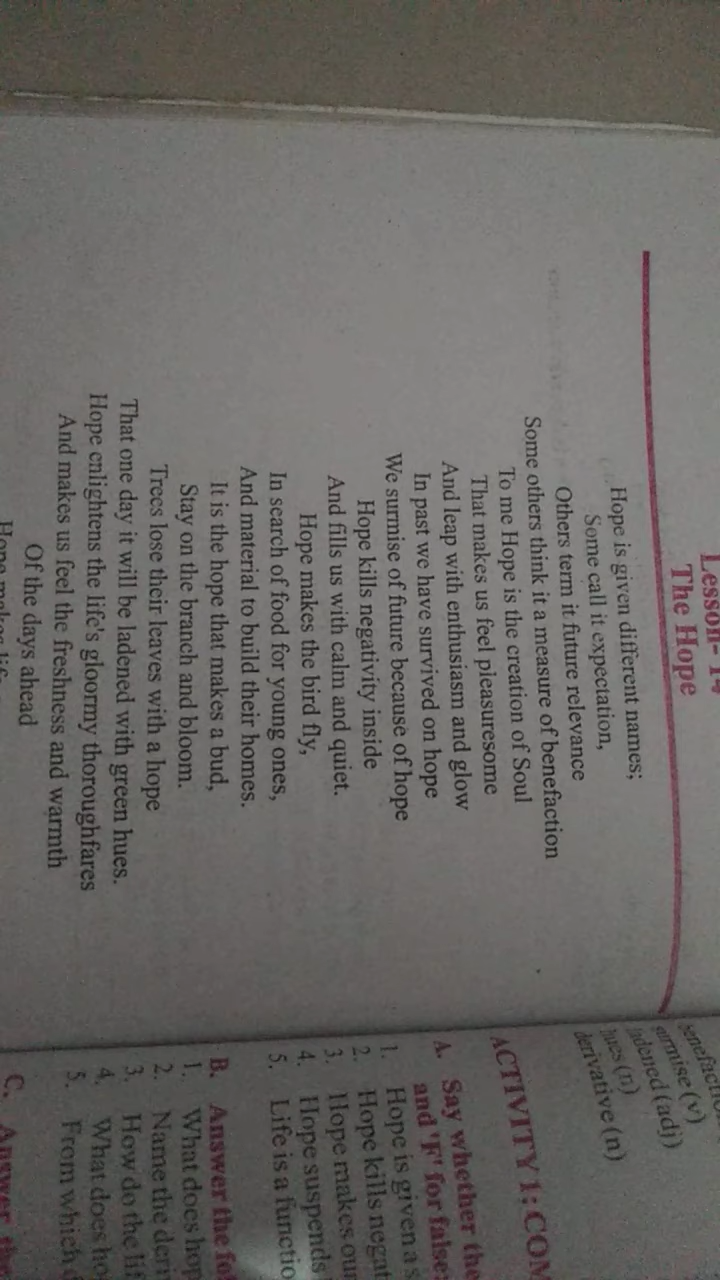 Lesson- 14
The Hope
Hope is given different names;
Some call it expectation,
Others term it future relevance
Some others think it a measure of benefaction
To me Hope is the creation of Soul
That makes us feel pleasuresome
And leap with enthusiasm and glow
In past we have survived on hope
We surmise of future because of hope
Hope kills negativity inside
And fills us with calm and quiet.
Hope makes the bird fly,
In search of food for young ones,
And material to build their homes.
It is the hope that makes a bud,
Stay on the branch and bloom.
Trees lose their leaves with a hope
That one day it will be ladened with green hues.
Hope enlightens the life's gloormy thoroughfares
And makes us feel the freshness and warmth
Of the days ahead
Hope makes
(v)
(adj)
hues (n)
derivative (n)
ACTIVITY 1: COM
A. Say whether the
and 'F' for false:
1. Hope is given a s
2. Hope kills negat
3. Hope makes our
4. Hope suspends
5. Life is a functio
B. Answer the fo
1. What does hop
2. Name the deri
3. How do the lif
4. What does ho
5. From which
C. Answer the